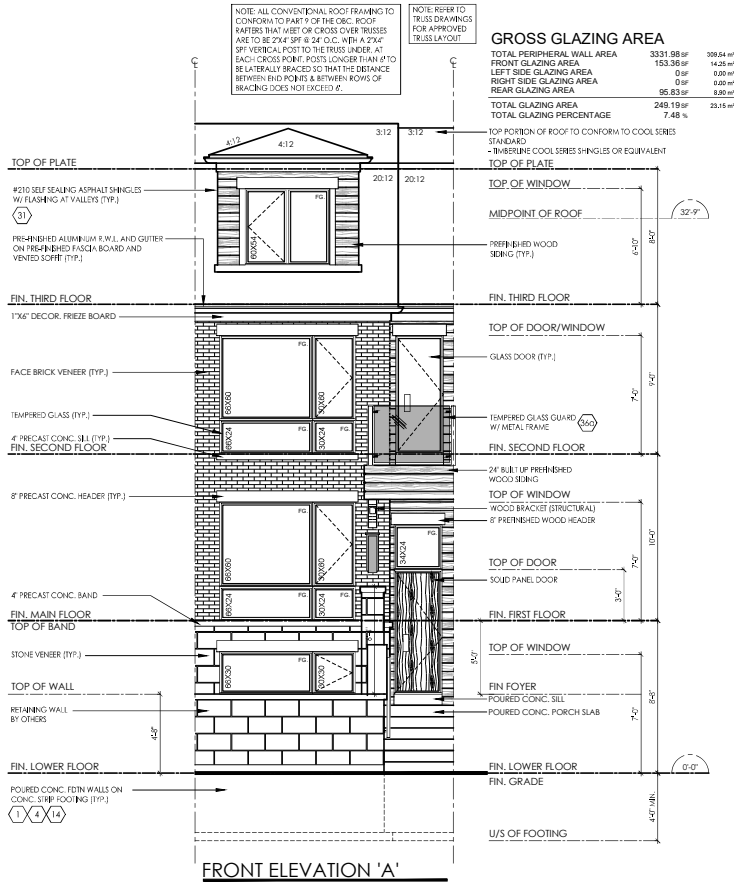 NOTE: ALL CONVENTIONAL ROOF FRAMING TO
CONFORM TO PART 9 OF THE OBC. ROOF
RAFTERS THAT MEET OR CROSS OVER TRUSSES
ARE TO BE 2"X4" SPF @ 24" O.C. WITH A 2"X4"
SPF VERTICAL POST TO THE TRUSS UNDER, AT
EACH CROSS POINT. POSTS LONGER THAN 6' TO
BE LATERALLY BRACED SO THAT THE DISTANCE
BETWEEN END POINTS & BETWEEN ROWS OF
BRACING DOES NOT EXCEED 6'.
NOTE: REFER TO
TRUSS DRAWINGS
FOR APPROVED
TRUSS LAYOUT
GROSS GLAZING AREA
TOTAL PERIPHERAL WALL AREA 3331.98 SF 309.54 m²
FRONT GLAZING AREA 153.36 SF 14.25 m²
LEFT SIDE GLAZING AREA 0 SF 0.00 m²
RIGHT SIDE GLAZING AREA 0 SF 0.00 m²
REAR GLAZING AREA 95.83 SF 8.90 m²
TOTAL GLAZING AREA 249.19 SF 23.15 m²
TOTAL GLAZING PERCENTAGE 7.48 %
4:12
4:12
3:12 3:12
20:12 20:12
TOP OF PLATE
#210 SELF SEALING ASPHALT SHINGLES
W/ FLASHING AT VALLEYS (TYP.)
31
PRE-FINISHED ALUMINUM R.W.L. AND GUTTER
ON PRE-FINISHED FASCIA BOARD AND
VENTED SOFFIT (TYP.)
FIN. THIRD FLOOR
1"X6" DECOR. FRIEZE BOARD
FACE BRICK VENEER (TYP.)
TEMPERED GLASS (TYP.)
4" PRECAST CONC. SILL (TYP.)
FIN. SECOND FLOOR
8" PRECAST CONC. HEADER (TYP.)
4" PRECAST CONC. BAND
FIN. MAIN FLOOR
TOP OF BAND
STONE VENEER (TYP.)
TOP OF WALL
RETAINING WALL
BY OTHERS
4'-8"
FIN. LOWER FLOOR
POURED CONC. FDTN WALLS ON
CONC. STRIP FOOTING (TYP.)
1 4 14
FG.
60X54
FG. FG.
66X60 30X60
FG. FG.
66X24 30X24
FG.
66X60 30X60
FG. FG.
66X24 30X24
34X24
FG.
66X30 30X30
TOP PORTION OF ROOF TO CONFORM TO COOL SERIES
STANDARD
- TIMBERLINE COOL SERIES SHINGLES OR EQUIVALENT
TOP OF PLATE
TOP OF WINDOW
MIDPOINT OF ROOF
32'-9"
6'-10"
8'-0"
PREFINISHED WOOD
SIDING (TYP.)
FIN. THIRD FLOOR
TOP OF DOOR/WINDOW
GLASS DOOR (TYP.)
7'-0"
9'-0"
TEMPERED GLASS GUARD
W/ METAL FRAME
FIN. SECOND FLOOR
24" BUILT UP PREFINISHED
WOOD SIDING
TOP OF WINDOW
WOOD BRACKET (STRUCTURAL)
8" PREFINISHED WOOD HEADER
7'-0"
10'-0"
TOP OF DOOR
SOLID PANEL DOOR
3'-0"
FIN. FIRST FLOOR
5'-0"
TOP OF WINDOW
FIN FOYER
POURED CONC. SILL
POURED CONC. PORCH SLAB
7'-0"
8'-8"
FIN. LOWER FLOOR
FIN. GRADE
0'-0"
4'-0" MIN.
U/S OF FOOTING
FRONT ELEVATION 'A'